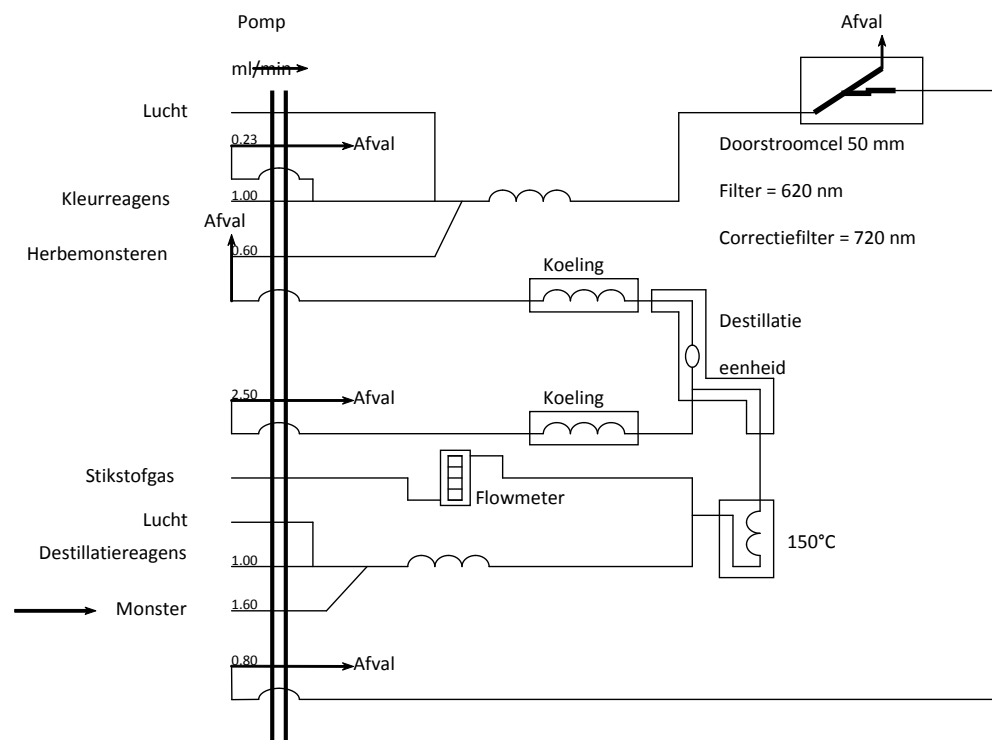 Pomp
Afval
ml/min
Lucht
0.23
Afval
Doorstroomcel 50 mm
Kleurreagens
1.00
Filter = 620 nm
Afval
Herbemonsteren
0.60
Correctiefilter = 720 nm
Koeling
Destillatie
eenheid
2.50
Afval
Koeling
Stikstofgas
Flowmeter
Lucht
150°C
Destillatiereagens
1.00
Monster
1.60
0.80
Afval